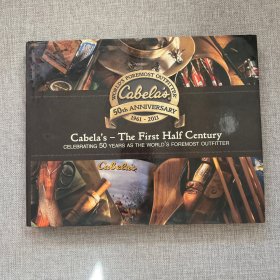 WORLD'S FOREMOST OUTFITTER
Cabela's
50th ANNIVERSARY
1961 - 2011
Cabela's – The First Half Century
CELEBRATING 50 YEARS AS THE WORLD'S FOREMOST OUTFITTER
Cabela's